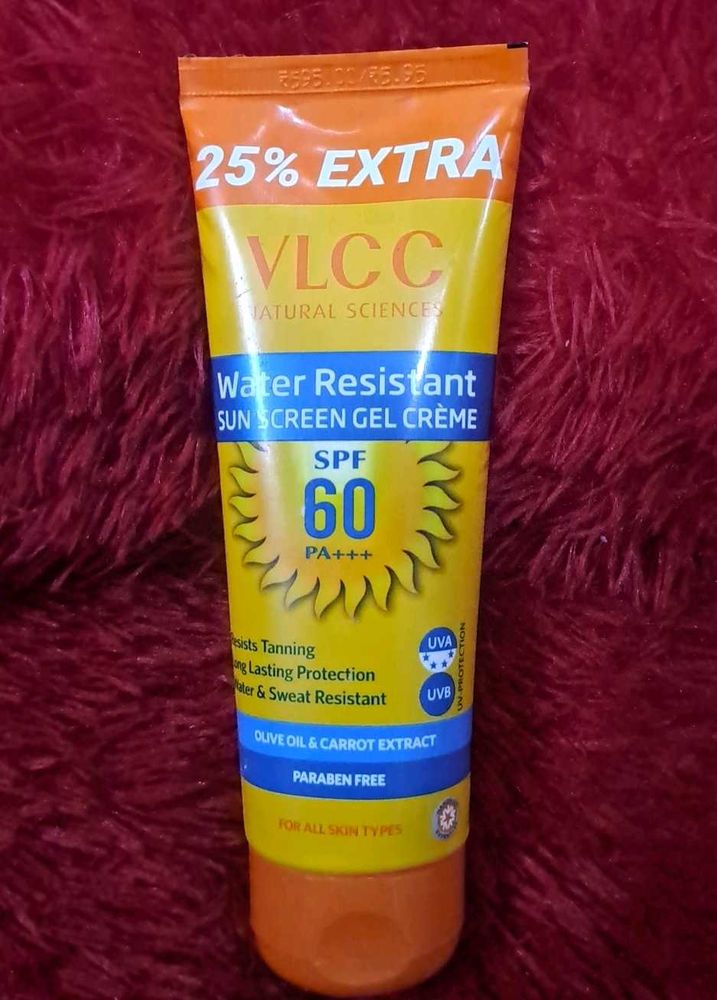 ₹595.00/₹5.95
25% EXTRA
VLCC
NATURAL SCIENCES
Water Resistant
SUN SCREEN GEL CRÈME
SPF
60
PA+++
Resists Tanning
Long Lasting Protection
Water & Sweat Resistant
UVA
UVB
UV-PROTECTION
OLIVE OIL & CARROT EXTRACT
PARABEN FREE
FOR ALL SKIN TYPES